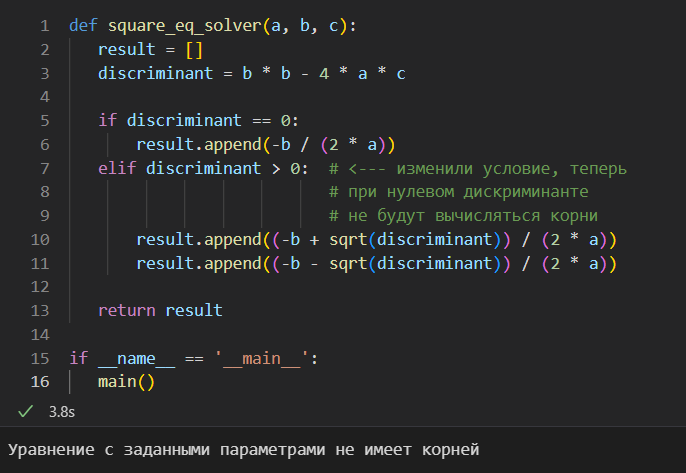 1 def square_eq_solver(a, b, c):
2 result = []
3 discriminant = b * b - 4 * a * c
4
5 if discriminant == 0:
6 result.append(-b / (2 * a))
7 elif discriminant > 0:  # <--- изменили условие, теперь
8 # при нулевом дискриминанте
9 # не будут вычисляться корни
10 result.append((-b + sqrt(discriminant)) / (2 * a))
11 result.append((-b - sqrt(discriminant)) / (2 * a))
12
13 return result
14
15 if __name__ == '__main__':
16 main()
✓ 3.8s
Уравнение с заданными параметрами не имеет корней